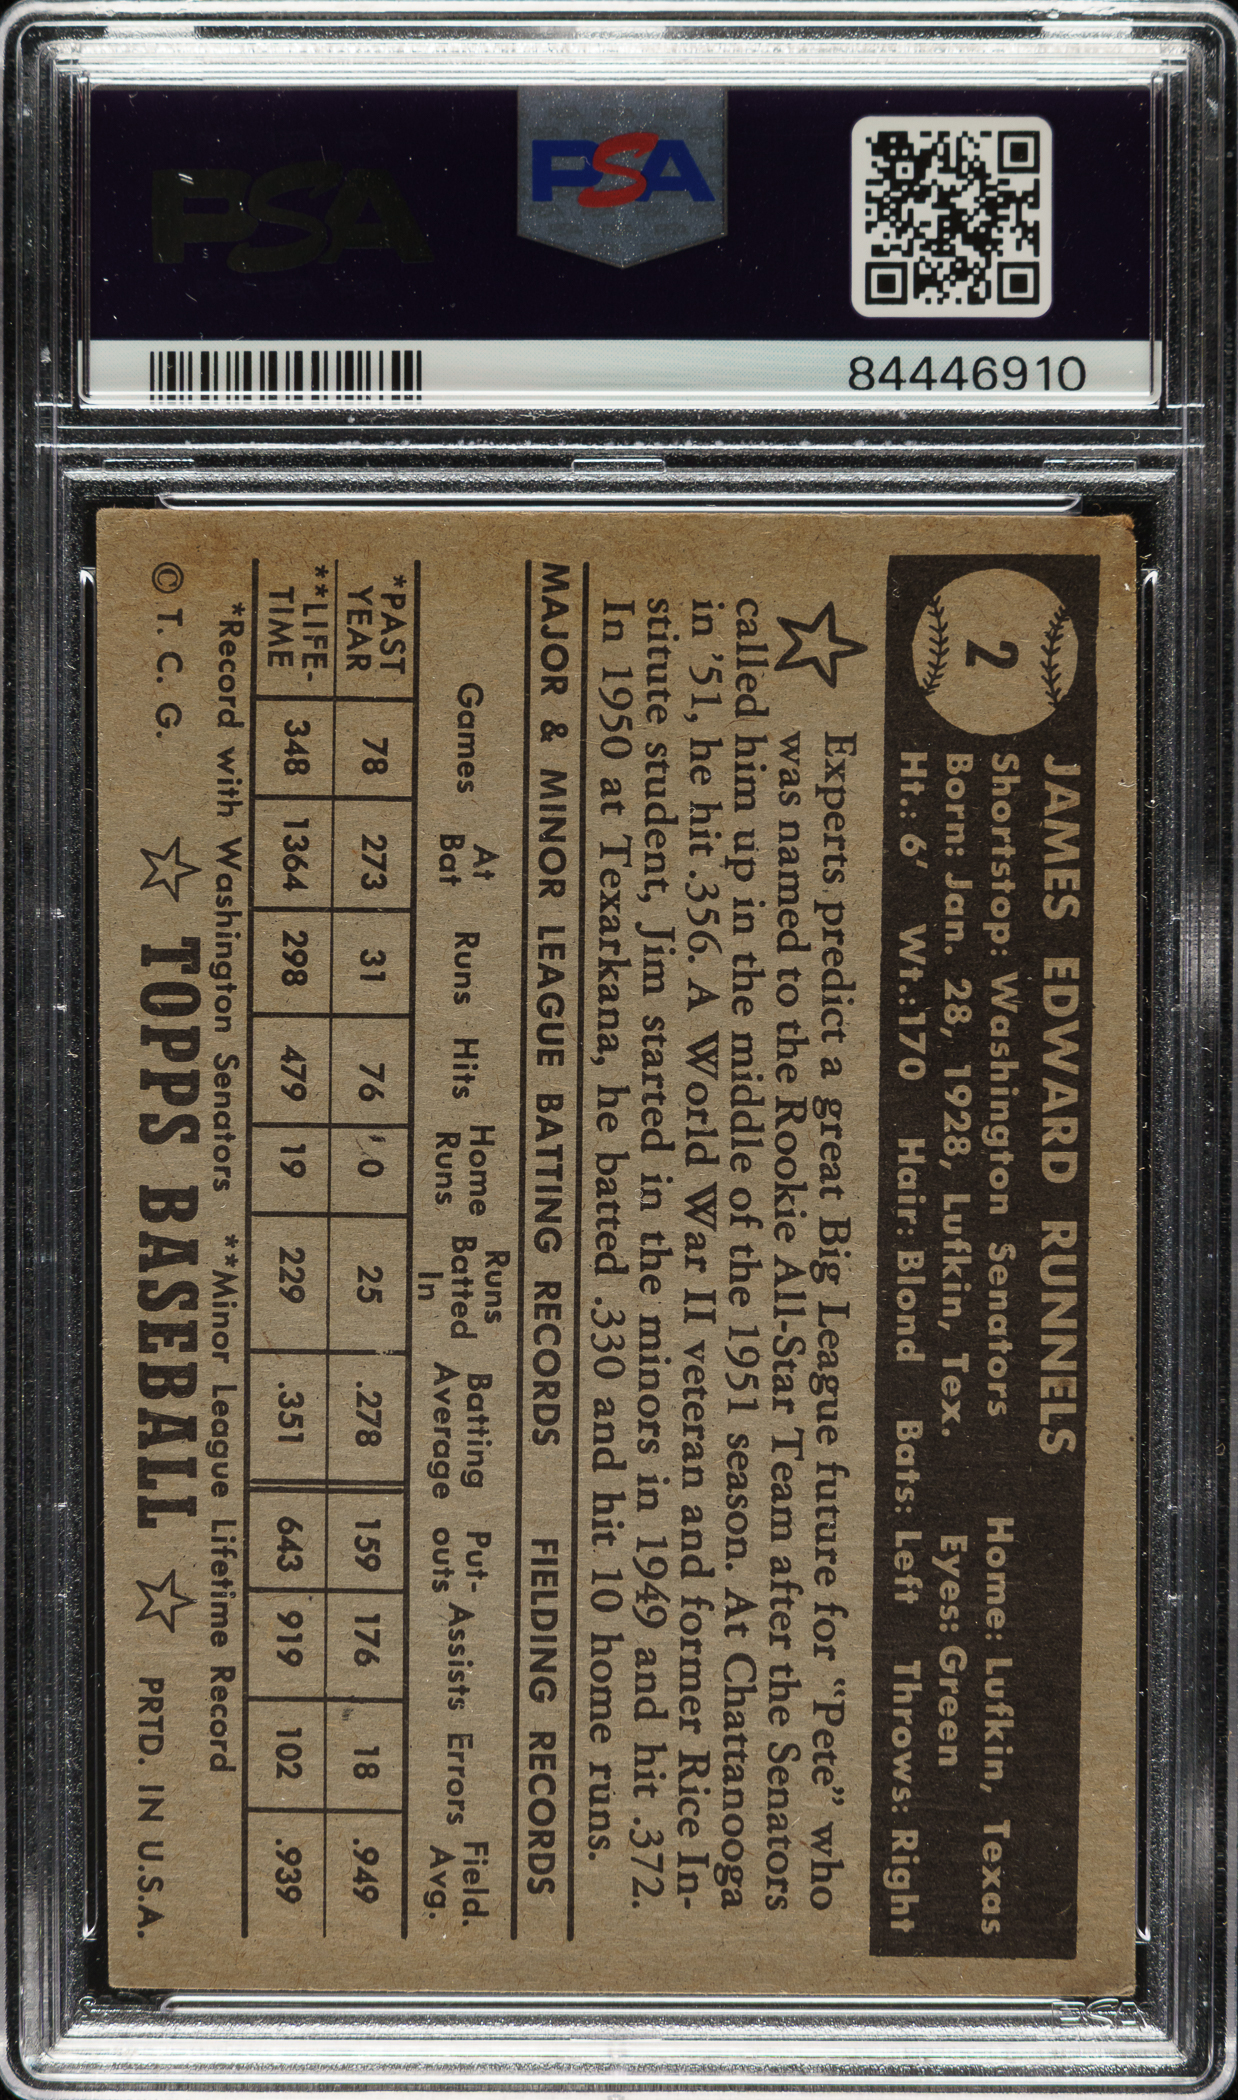 PSA
PSA
84446910
2
JAMES EDWARD RUNNELS
Shortstop: Washington Senators Home: Lufkin, Texas
Born: Jan. 28, 1928, Lufkin, Tex. Eyes: Green
Ht.: 6' Wt.:170 Hair: Blond Bats: Left Throws: Right
Experts predict a great Big League future for "Pete" who
was named to the Rookie All-Star Team after the Senators
called him up in the middle of the 1951 season. At Chattanooga
in '51, he hit .356. A World War II veteran and former Rice In-
stitute student, Jim started in the minors in 1949 and hit .372.
In 1950 at Texarkana, he batted .330 and hit 10 home runs.
MAJOR & MINOR LEAGUE BATTING RECORDS FIELDING RECORDS
Games At Bat Runs Hits Home Runs Runs Batted In Batting Average Put-outs Assists Errors Field. Avg.
*PAST YEAR 78 273 31 76 0 25 .278 159 176 18 .949
**LIFE-TIME 348 1364 298 479 19 229 .351 643 919 102 .939
*Record with Washington Senators **Minor League Lifetime Record
© T. C. G. TOPPS BASEBALL PRTD. IN U.S.A.
PSA